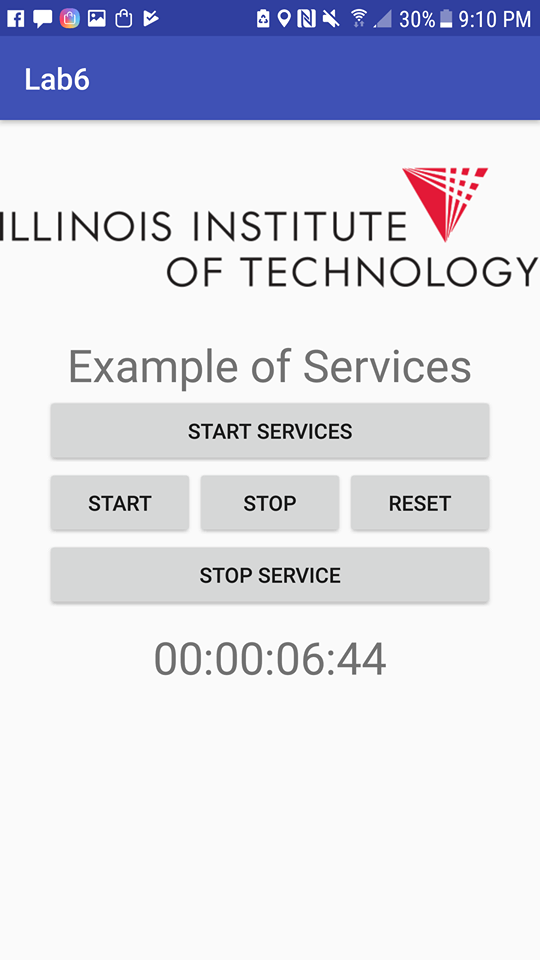 30% 9:10 PM
Lab6
ILLINOIS INSTITUTE
OF TECHNOLOGY
Example of Services
START SERVICES
START STOP RESET
STOP SERVICE
00:00:06:44